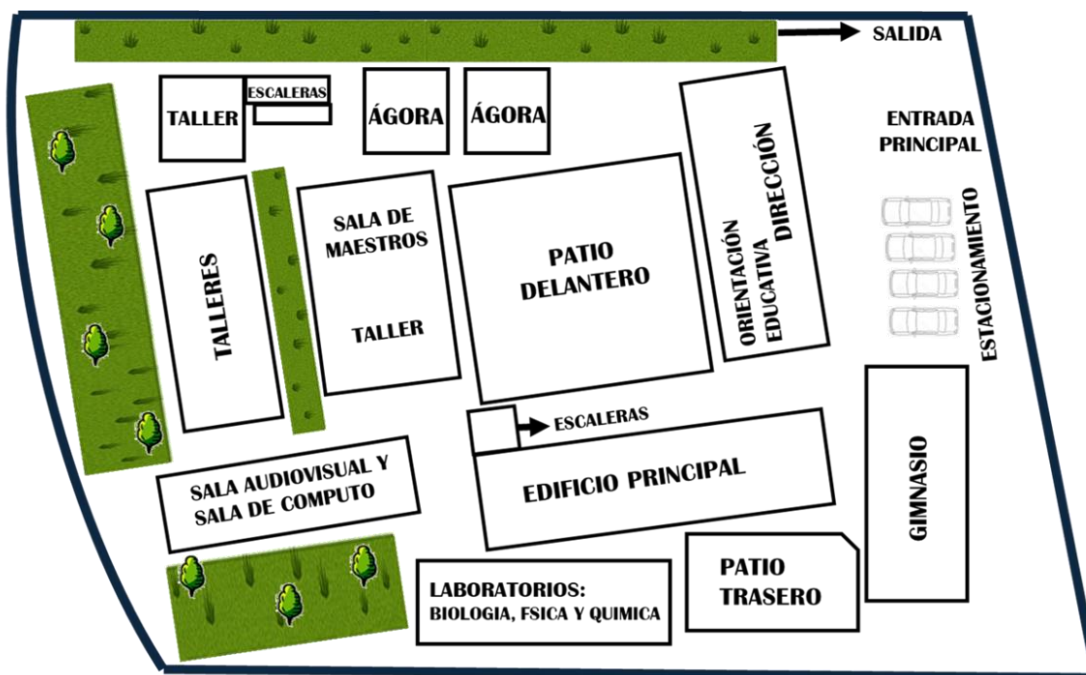 SALIDA
ESCALERAS
TALLER
ÁGORA
ÁGORA
ENTRADA
PRINCIPAL
DIRECCIÓN
ORIENTACIÓN
EDUCATIVA
ESTACIONAMIENTO
SALA DE
MAESTROS
TALLER
PATIO
DELANTERO
TALLERES
ESCALERAS
EDIFICIO PRINCIPAL
GIMNASIO
SALA AUDIOVISUAL Y
SALA DE COMPUTO
LABORATORIOS:
BIOLOGIA, FSICA Y QUIMICA
PATIO
TRASERO